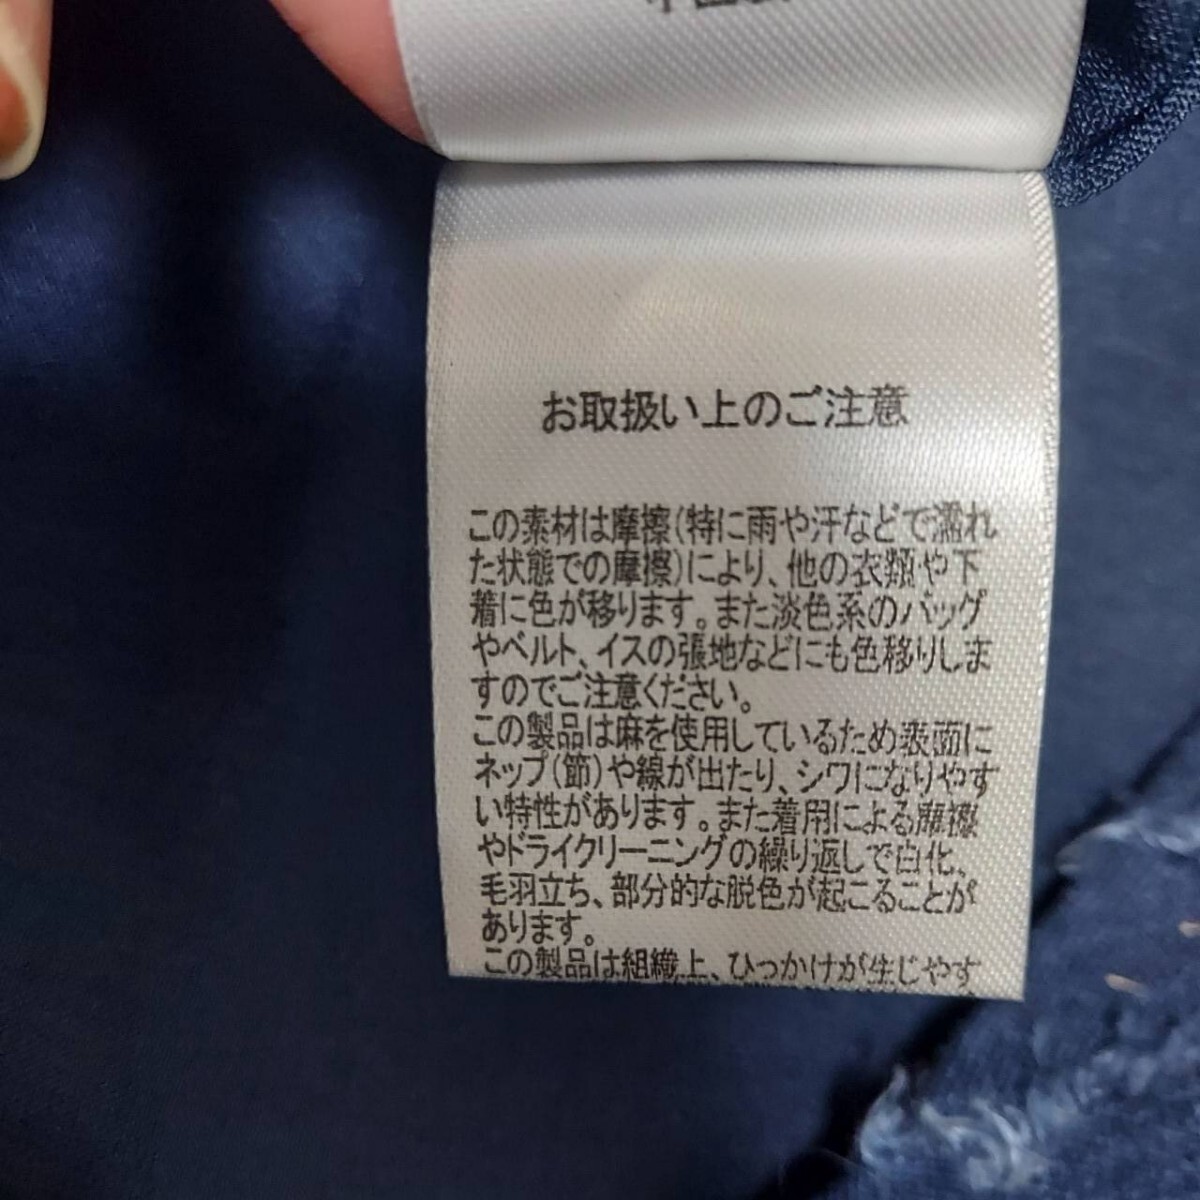 お取扱い上のご注意
この素材は摩擦(特に雨や汗などで濡れ
た状態での摩擦)により、他の衣類や下
着に色が移ります。また淡色系のバッグ
やベルト、イスの張地などにも色移りしま
すのでご注意ください。
この製品は麻を使用しているため表面に
ネップ(節)や線が出たり、シワになりやす
い特性があります。また着用による摩擦
やドライクリーニングの繰り返しで白化、
毛羽立ち、部分的な脱色が起こることが
あります。
この製品は組織上、ひっかけが生じやす